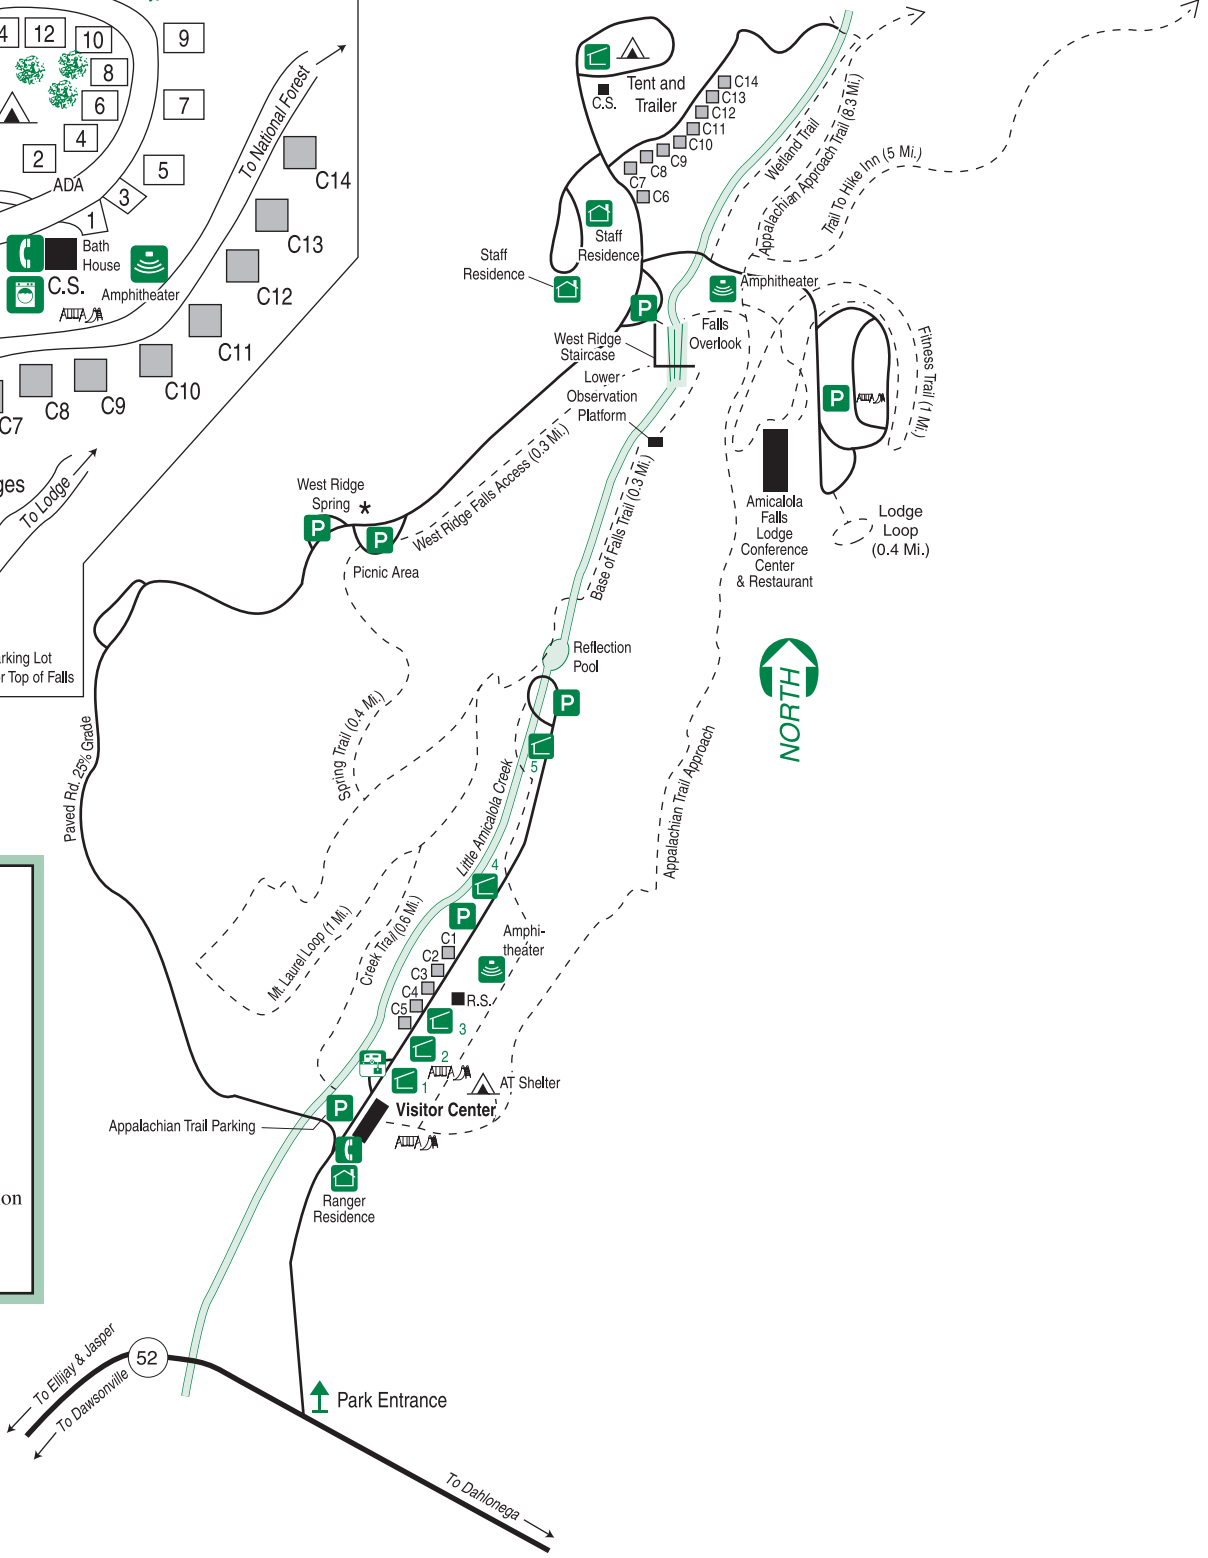 4
12
10
9
8
7
6
4
2
5
ADA
3
1
Bath
House
C.S.
Amphitheater
To National Forest
C14
C13
C12
C11
C10
C9
C8
C7
To Lodge
Tent and
Trailer
C.S.
C14
C13
C12
C11
C10
C9
C8
C7
C6
Wetland Trail
Appalachian Approach Trail (8.3 Mi.)
Trail To Hike Inn (5 Mi.)
Staff
Residence
Staff
Residence
P
Amphitheater
West Ridge
Staircase
Falls
Overlook
Fitness Trail (1 Mi.)
P
Lower
Observation
Platform
West Ridge Falls Access (0.3 Mi.)
Base of Falls Trail (0.3 Mi.)
West Ridge
Spring *
P
P
Picnic Area
Amicalola
Falls
Lodge
Conference
Center
& Restaurant
Lodge
Loop
(0.4 Mi.)
Reflection
Pool
P
5
NORTH
r Top of Falls
Paved Rd. 25% Grade
Spring Trail (0.4 Mi.)
Little Amicalola Creek
Appalachian Trail Approach
4
P
Mt. Laurel Loop (1 Mi.)
Creek Trail (0.6 Mi.)
Amphi-
theater
C1
C2
C3
C4
C5
R.S.
3
2
1
AT Shelter
P
Visitor Center
Appalachian Trail Parking
Ranger
Residence
52
To Ellijay & Jasper
To Dawsonville
Park Entrance
To Dahlonega